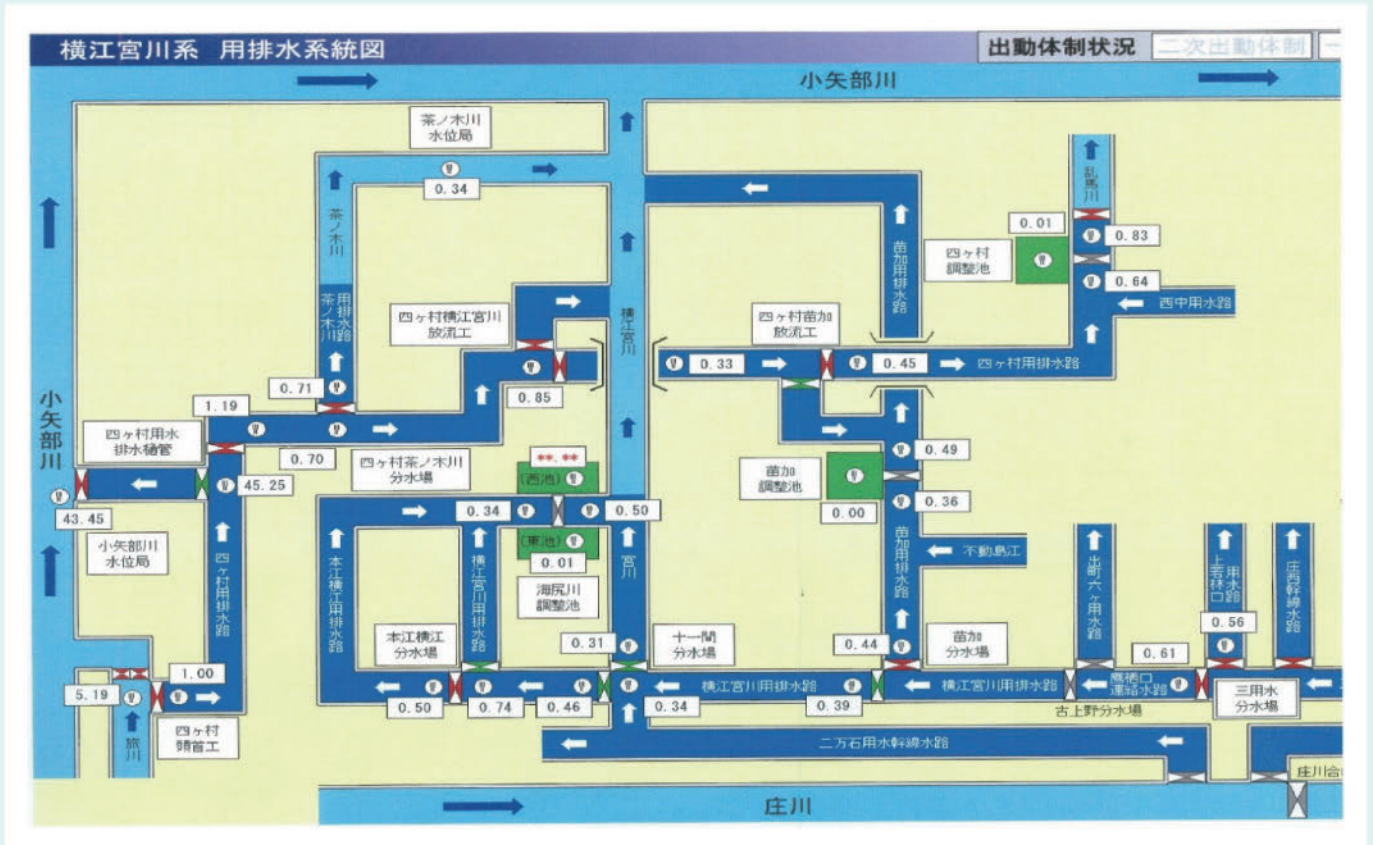 横江宮川系 用排水系統図
出動体制状況
二次出動体制
小矢部川
茶ノ木川
水位局
0.34
茶ノ木川
乱馬川
0.01
0.83
四ヶ村
調整池
0.64
西中用水路
苗加用排水路
茶ノ木川
用排水路
四ヶ村横江宮川
放流工
横江宮川
四ヶ村苗加
放流工
0.33
0.45
四ヶ村用排水路
0.71
0.85
1.19
小矢部川
四ヶ村用水
排水樋管
0.70
四ヶ村茶ノ木川
分水場
**.**
(西池)
45.25
43.45
0.34
0.50
(東池)
0.01
海尻川
調整池
小矢部川
水位局
四ヶ村用排水路
本江横江用排水路
横江宮川用排水路
宮川
苗加
調整池
0.00
0.49
0.36
不動島江
苗加用排水路
出町六ヶ用水路
上若林口
用水路
庄西幹線水路
本江横江
分水場
0.31
十一間
分水場
0.44
苗加
分水場
0.61
0.56
1.00
5.19
旅川
四ヶ村
頭首工
0.50
0.74
0.46
0.34
横江宮川用排水路
0.39
横江宮川用排水路
鷹栖口
連絡水路
古上野分水場
三用水
分水場
二万石用水幹線水路
庄川合
庄川